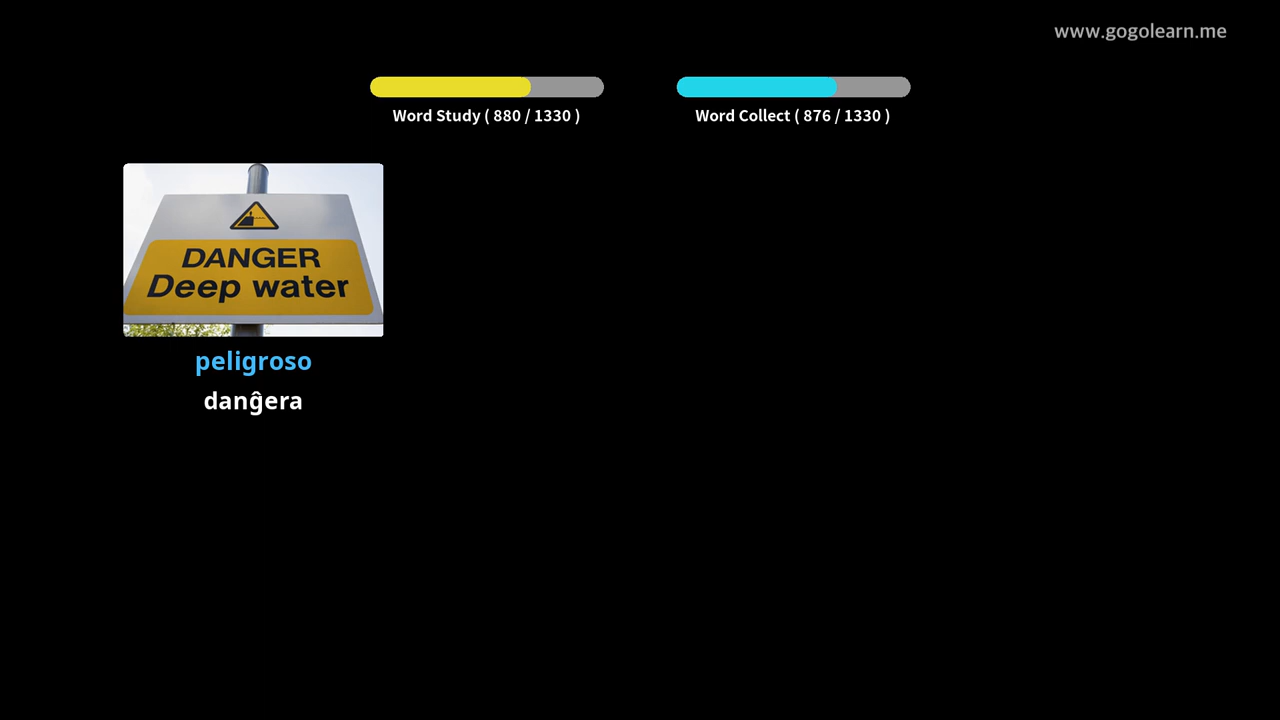 www.gogolearn.me
Word Study ( 880 / 1330 )
Word Collect ( 876 / 1330 )
DANGER
Deep water
peligroso
danĝera